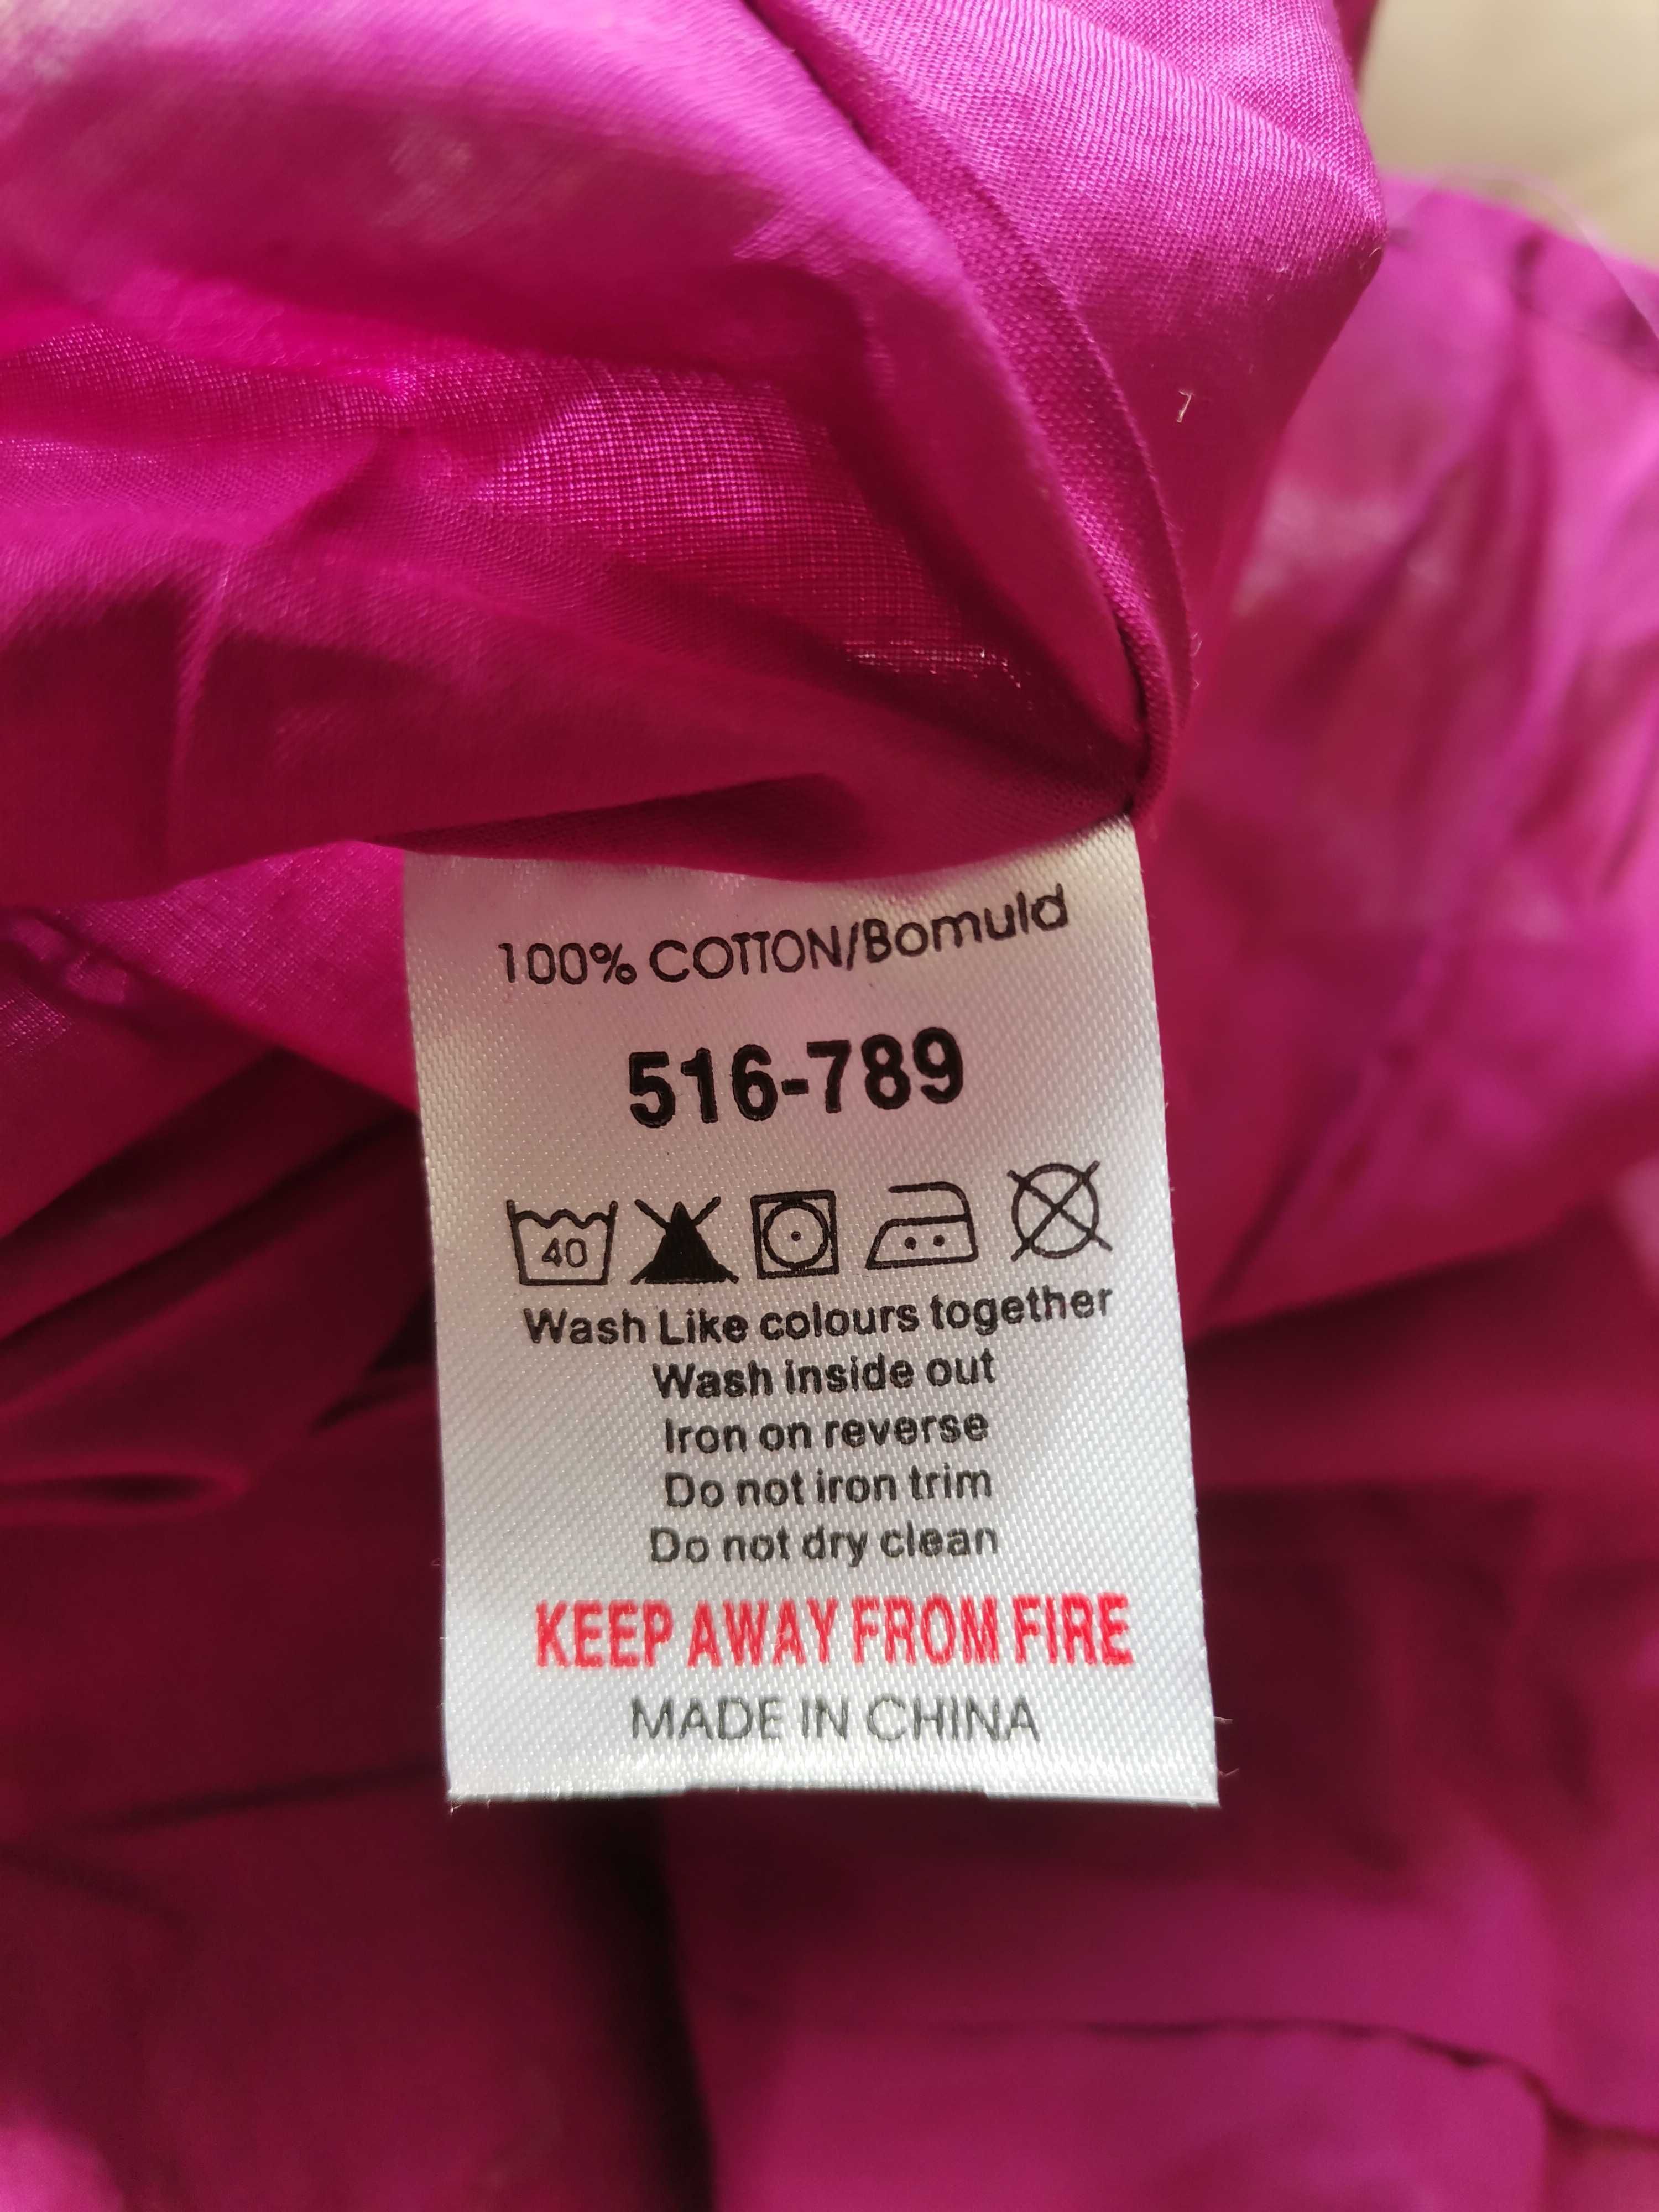 100% COTTON/Bomuld
516-789
40
Wash Like colours together
Wash inside out
Iron on reverse
Do not iron trim
Do not dry clean
KEEP AWAY FROM FIRE
MADE IN CHINA